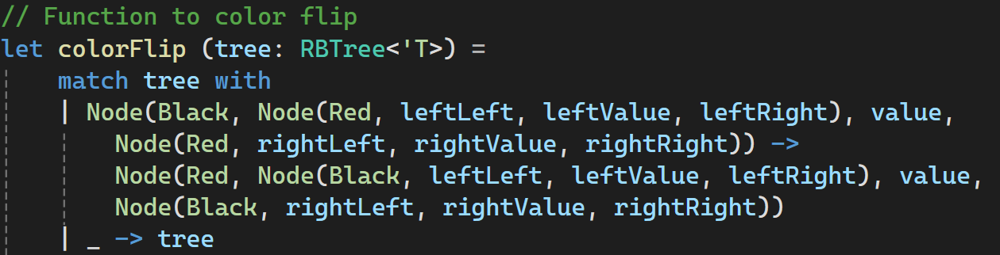 // Function to color flip
let colorFlip (tree: RBTree<'T>) =
    match tree with
    | Node(Black, Node(Red, leftLeft, leftValue, leftRight), value,
        Node(Red, rightLeft, rightValue, rightRight)) ->
        Node(Red, Node(Black, leftLeft, leftValue, leftRight), value,
        Node(Black, rightLeft, rightValue, rightRight))
    | _ -> tree